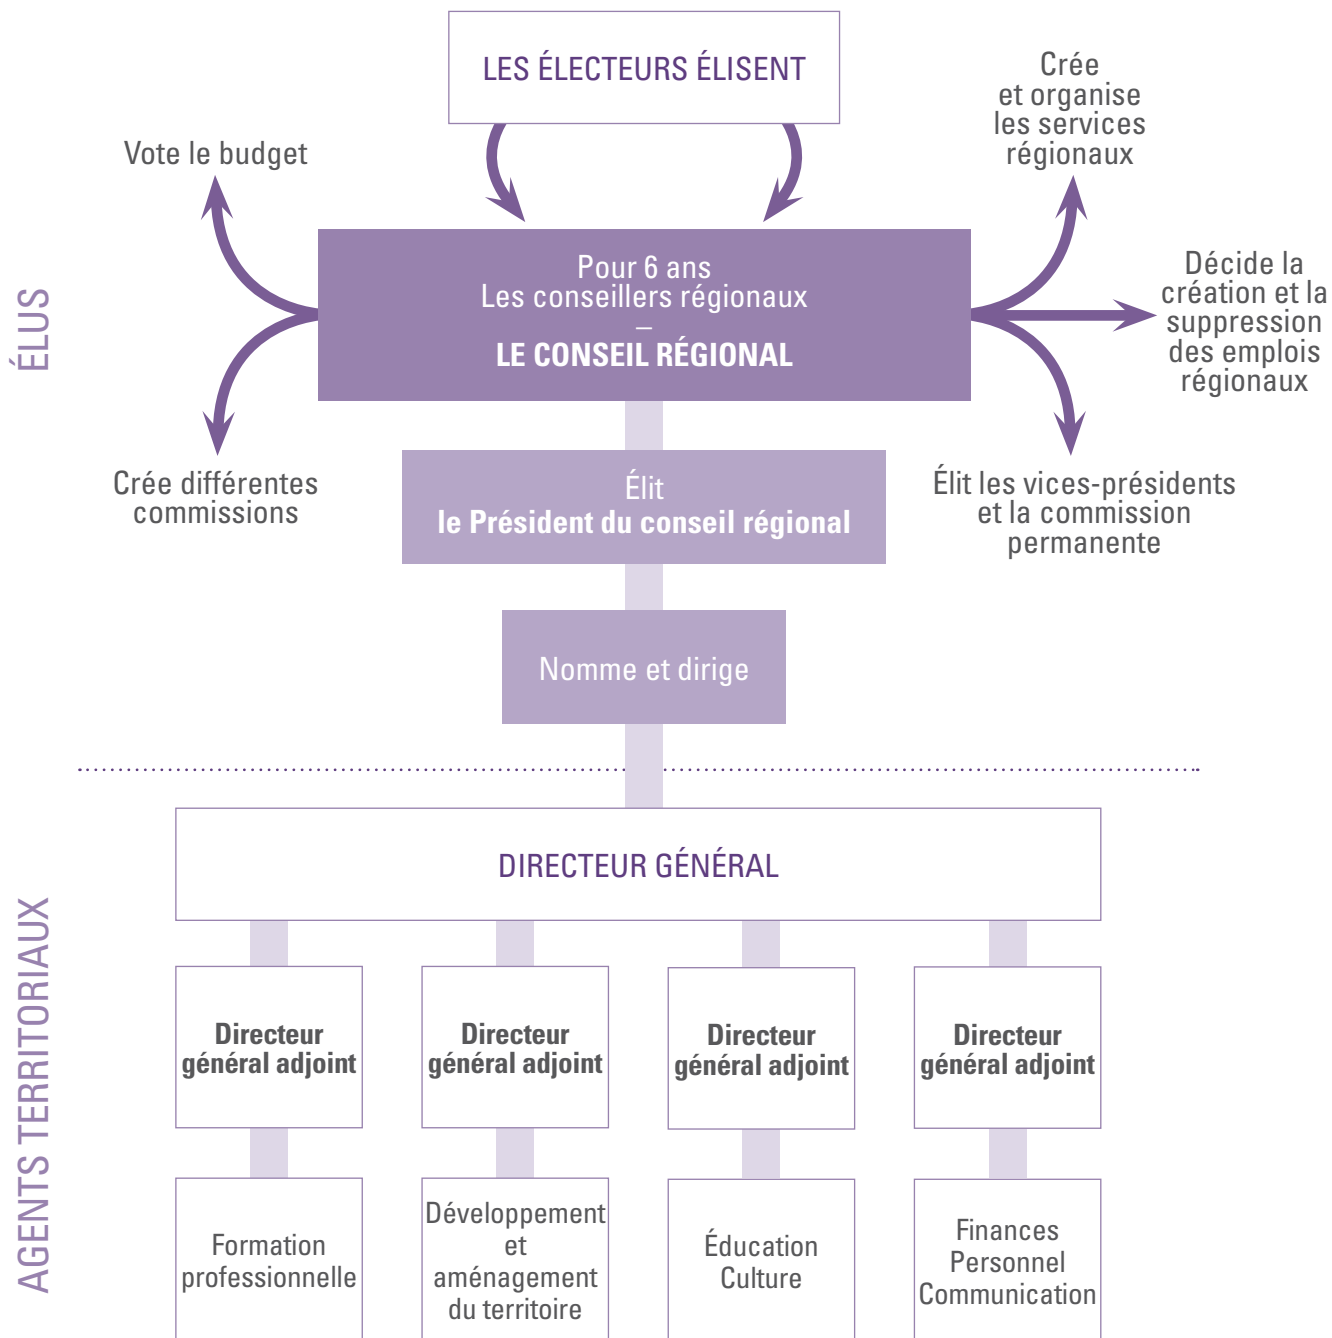 LES ÉLECTEURS ÉLISENT
Vote le budget
Crée
et organise
les services
régionaux
ÉLUS
Pour 6 ans
Les conseillers régionaux
–
LE CONSEIL RÉGIONAL
Décide la
création et la
suppression
des emplois
régionaux
Crée différentes
commissions
Élit
le Président du conseil régional
Élit les vices-présidents
et la commission
permanente
Nomme et dirige
AGENTS TERRITORIAUX
DIRECTEUR GÉNÉRAL
Directeur
général adjoint
Directeur
général adjoint
Directeur
général adjoint
Directeur
général adjoint
Formation
professionnelle
Développement
et
aménagement
du territoire
Éducation
Culture
Finances
Personnel
Communication